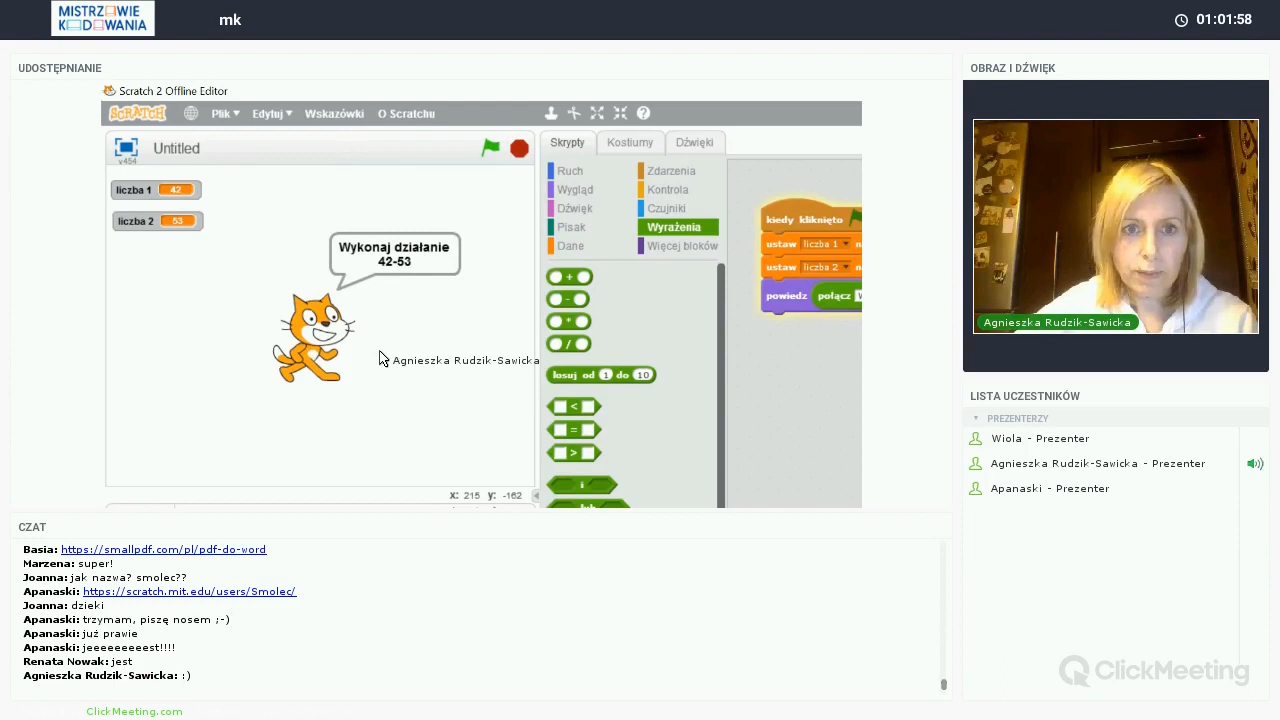 MISTRZOWIE
KODOWANIA
mk
01:01:58
UDOSTĘPNIANIE
Scratch 2 Offline Editor
SCRATCH
Plik
Edytuj
Wskazówki
O Scratchu
v454
Untitled
liczba 1 42
liczba 2 53
Wykonaj działanie
42-53
Agnieszka Rudzik-Sawicka
x: 215 y: -162
Skrypty
Kostiumy
Dźwięki
Ruch
Zdarzenia
Wygląd
Kontrola
Dźwięk
Czujniki
Pisak
Wyrażenia
Dane
Więcej bloków
+
-
*
/
losuj od 1 do 10
<
=
>
i
lub
kiedy kliknięto
ustaw liczba 1
ustaw liczba 2
powiedz połącz
OBRAZ I DŹWIĘK
Agnieszka Rudzik-Sawicka
LISTA UCZESTNIKÓW
PREZENTERZY
Wiola - Prezenter
Agnieszka Rudzik-Sawicka - Prezenter
Apanaski - Prezenter
CZAT
Basia: https://smallpdf.com/pl/pdf-do-word
Marzena: super!
Joanna: jak nazwa? smolec??
Apanaski: https://scratch.mit.edu/users/Smolec/
Joanna: dzieki
Apanaski: trzymam, piszę nosem ;-)
Apanaski: już prawie
Apanaski: jeeeeeeeeest!!!!
Renata Nowak: jest
Agnieszka Rudzik-Sawicka: :)
ClickMeeting
ClickMeeting.com